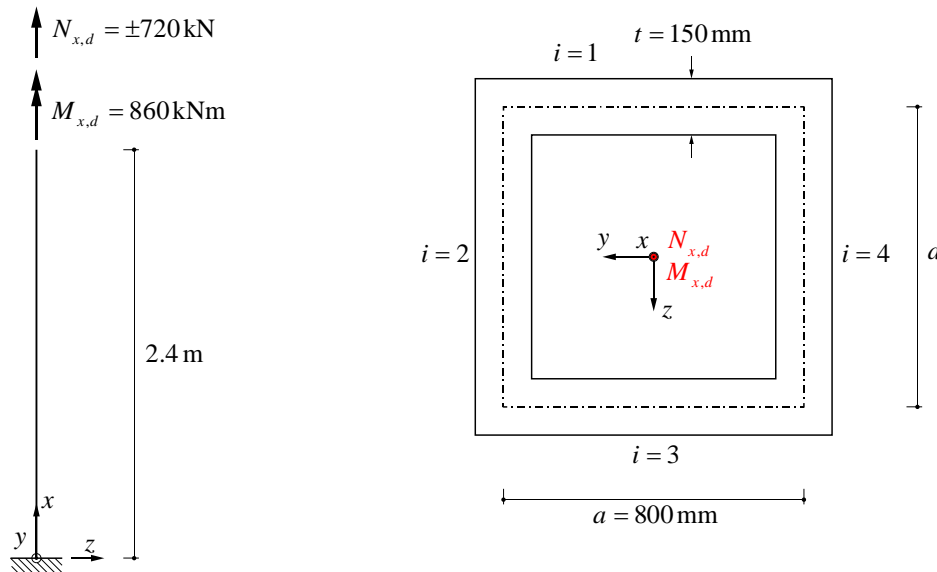 N_{x,d} = ±720 kN
M_{x,d} = 860 kNm
2.4 m
x
y
z
i = 1
t = 150 mm
i = 2
y
x
N_{x,d}
M_{x,d}
z
i = 4
a
i = 3
a = 800 mm